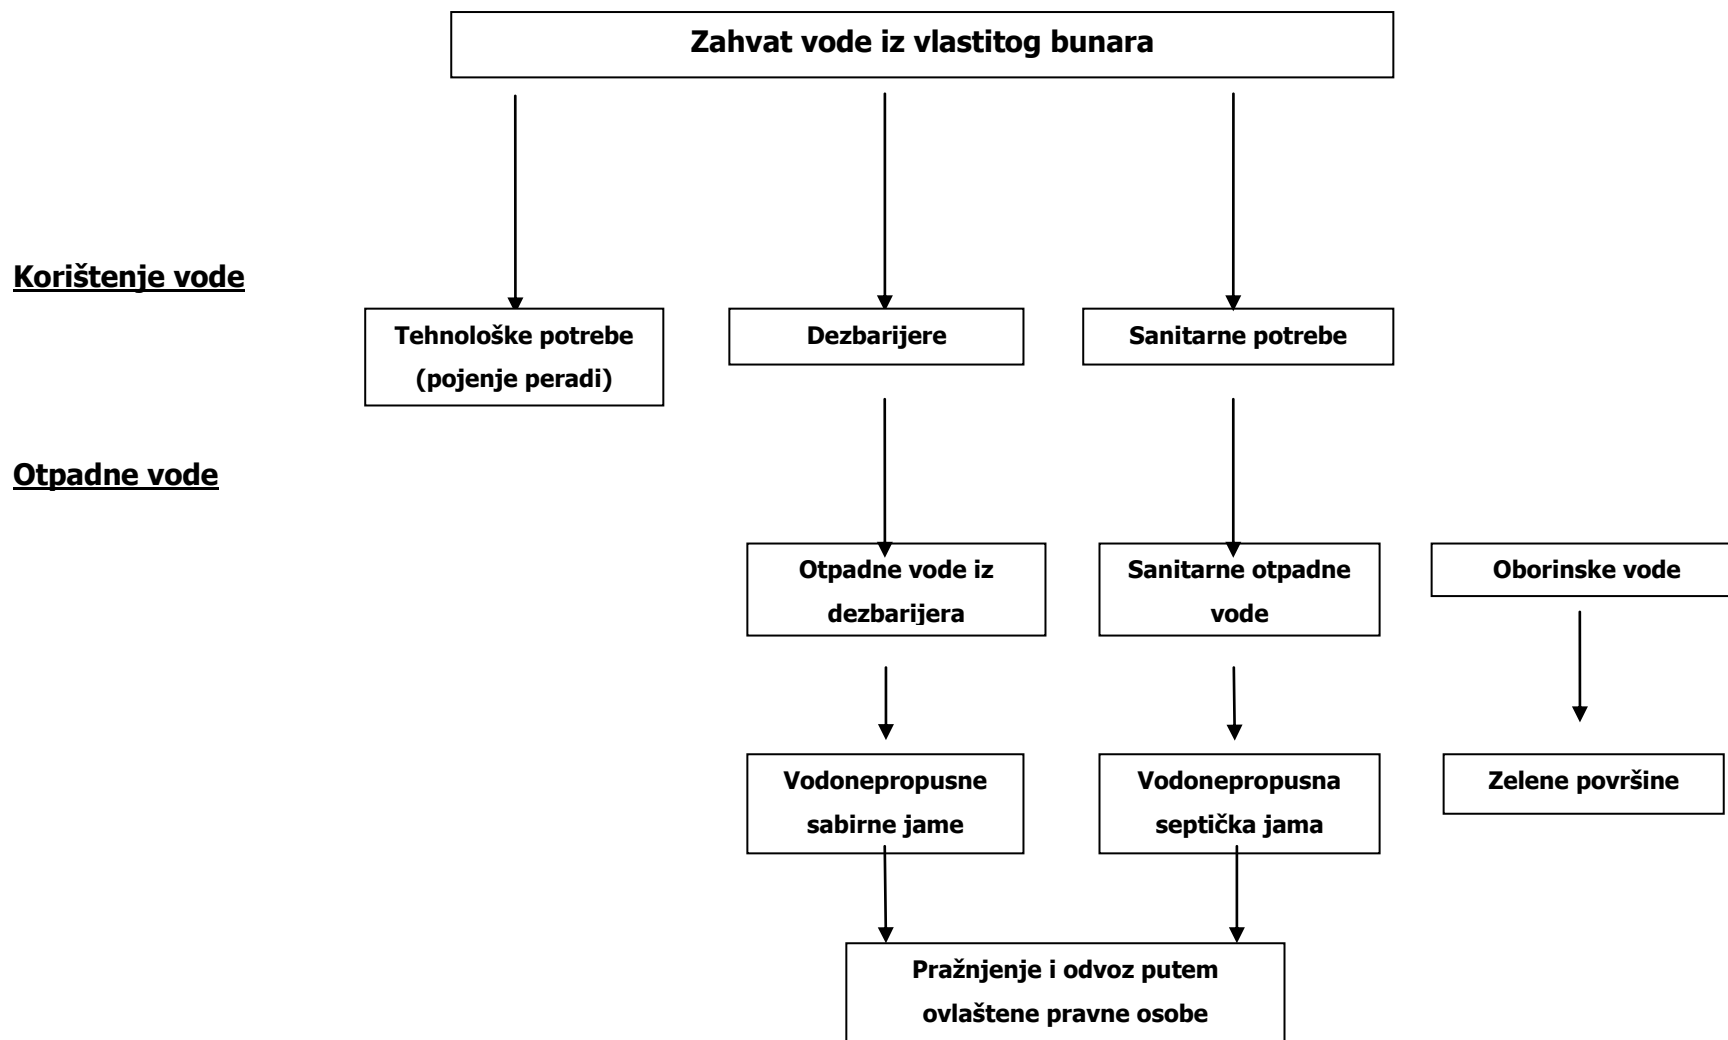 Zahvat vode iz vlastitog bunara
Korištenje vode
Tehnološke potrebe
(pojenje peradi)
Dezbarijere
Sanitarne potrebe
Otpadne vode
Otpadne vode iz
dezbarijera
Sanitarne otpadne
vode
Oborinske vode
Vodonepropusne
sabirne jame
Vodonepropusna
septička jama
Zelene površine
Pražnjenje i odvoz putem
ovlaštene pravne osobe